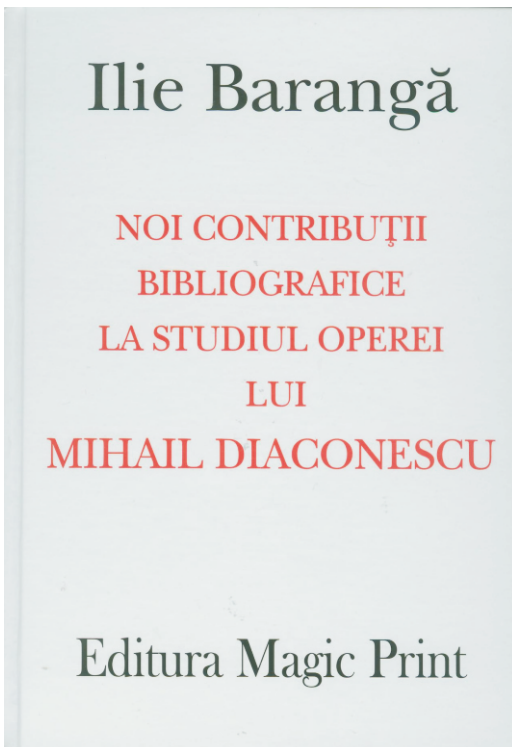 Ilie Barangă
NOI CONTRIBUŢII
BIBLIOGRAFICE
LA STUDIUL OPEREI
LUI
MIHAIL DIACONESCU
Editura Magic Print